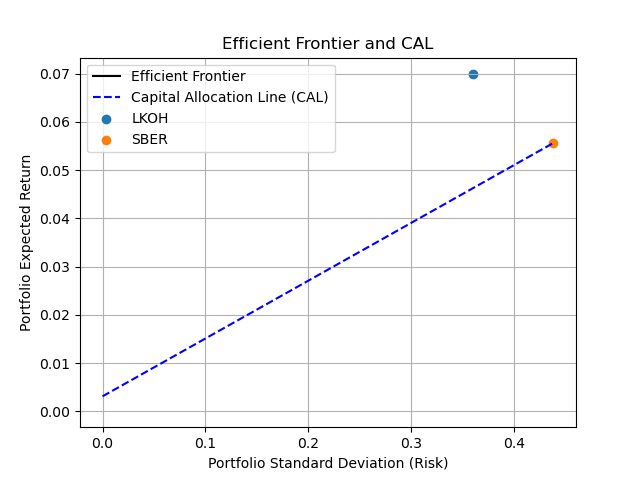 Efficient Frontier and CAL
Efficient Frontier
Capital Allocation Line (CAL)
LKOH
SBER
Portfolio Expected Return
0.07
0.06
0.05
0.04
0.03
0.02
0.01
0.00
0.0 0.1 0.2 0.3 0.4
Portfolio Standard Deviation (Risk)